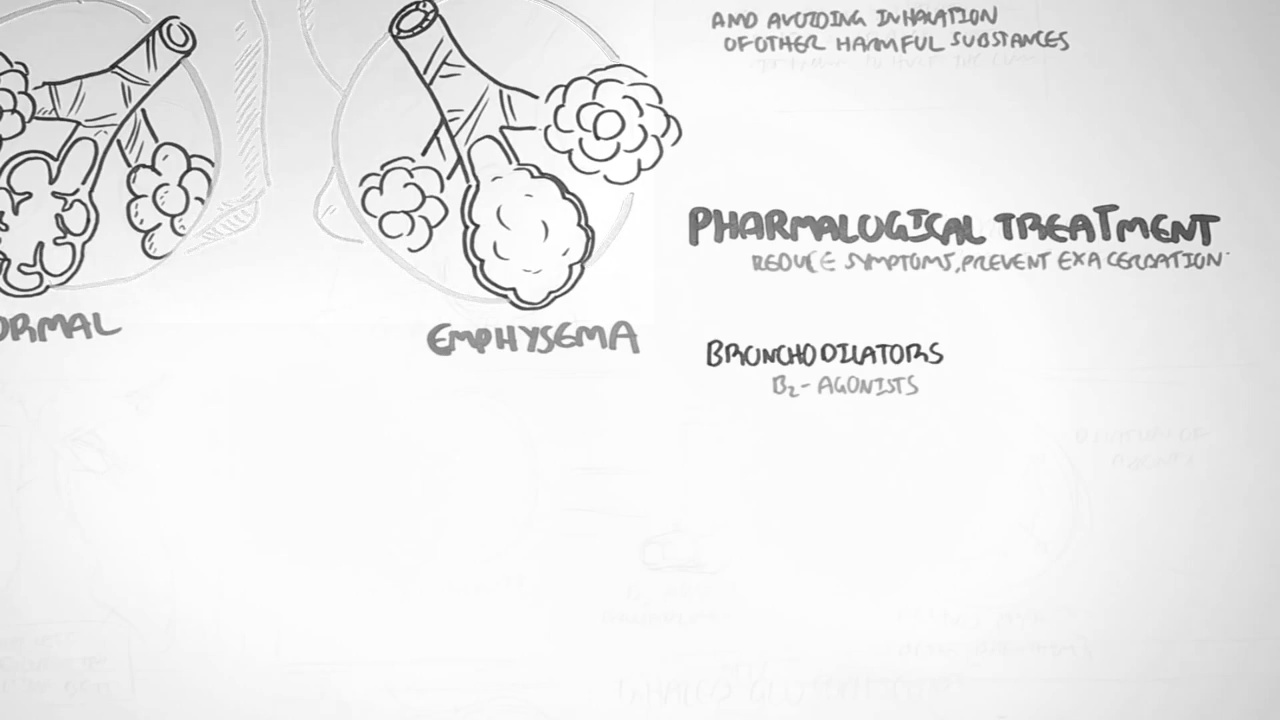 AND AVOIDING INHALATION
OF OTHER HARMFUL SUBSTANCES
PHARMALOGICAL TREATMENT
REDUCE SYMPTOMS, PREVENT EXACERBATION
ORMAL
EMPHYSEMA
BRONCHODILATORS
B2- AGONISTS